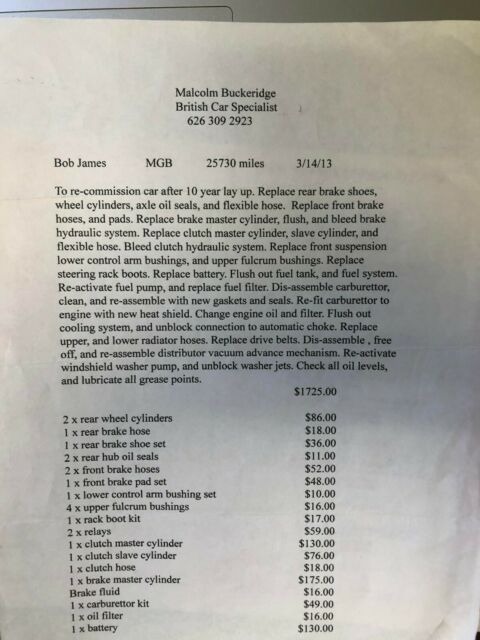 Malcolm Buckeridge
British Car Specialist
626 309 2923
Bob James MGB 25730 miles 3/14/13
To re-commission car after 10 year lay up. Replace rear brake shoes,
wheel cylinders, axle oil seals, and flexible hose. Replace front brake
hoses, and pads. Replace brake master cylinder, flush, and bleed brake
hydraulic system. Replace clutch master cylinder, slave cylinder, and
flexible hose. Bleed clutch hydraulic system. Replace front suspension
lower control arm bushings, and upper fulcrum bushings. Replace
steering rack boots. Replace battery. Flush out fuel tank, and fuel system.
Re-activate fuel pump, and replace fuel filter. Dis-assemble carburettor,
clean, and re-assemble with new gaskets and seals. Re-fit carburettor to
engine with new heat shield. Change engine oil and filter. Flush out
cooling system, and unblock connection to automatic choke. Replace
upper, and lower radiator hoses. Replace drive belts. Dis-assemble , free
off, and re-assemble distributor vacuum advance mechanism. Re-activate
windshield washer pump, and unblock washer jets. Check all oil levels,
and lubricate all grease points.
$1725.00
2 x rear wheel cylinders $86.00
1 x rear brake hose $18.00
1 x rear brake shoe set $36.00
2 x rear hub oil seals $11.00
2 x front brake hoses $52.00
1 x front brake pad set $48.00
1 x lower control arm bushing set $10.00
4 x upper fulcrum bushings $16.00
1 x rack boot kit $17.00
2 x relays $59.00
1 x clutch master cylinder $130.00
1 x clutch slave cylinder $76.00
1 x clutch hose $18.00
1 x brake master cylinder $175.00
Brake fluid $16.00
1 x carburettor kit $49.00
1 x oil filter $16.00
1 x battery $130.00